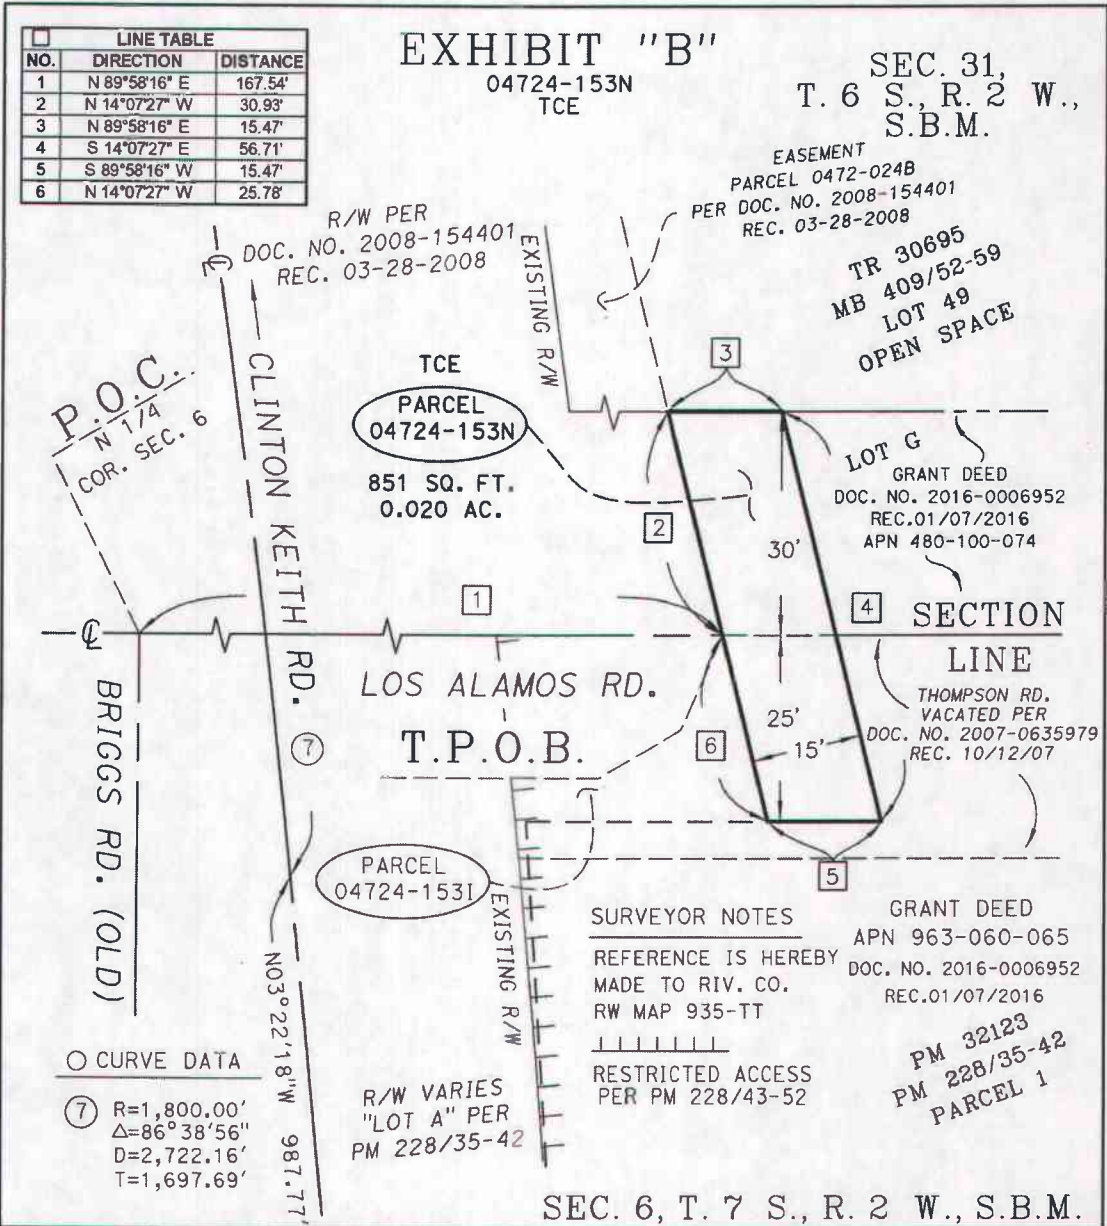 LINE TABLE
NO. DIRECTION DISTANCE
1 N 89°58'16" E 167.54'
2 N 14°07'27" W 30.93'
3 N 89°58'16" E 15.47'
4 S 14°07'27" E 56.71'
5 S 89°58'16" W 15.47'
6 N 14°07'27" W 25.78'
EXHIBIT "B"
04724-153N
TCE
SEC. 31,
T. 6 S., R. 2 W.,
S.B.M.
EASEMENT
PARCEL 0472-024B
PER DOC. NO. 2008-154401
REC. 03-28-2008
R/W PER
DOC. NO. 2008-154401
REC. 03-28-2008
EXISTING R/W
TR 30695
MB 409/52-59
LOT 49
OPEN SPACE
P.O.C.
N 1/4
COR. SEC. 6
CLINTON KEITH RD.
TCE
PARCEL
04724-153N
851 SQ. FT.
0.020 AC.
3
LOT G
GRANT DEED
DOC. NO. 2016-0006952
REC.01/07/2016
APN 480-100-074
2
30'
1
4
SECTION
LINE
℄
℄
LOS ALAMOS RD.
THOMPSON RD.
VACATED PER
DOC. NO. 2007-0635979
REC. 10/12/07
BRIGGS RD. (OLD)
7
T.P.O.B.
6
25'
15'
5
PARCEL
04724-153I
EXISTING R/W
SURVEYOR NOTES
REFERENCE IS HEREBY
MADE TO RIV. CO.
RW MAP 935-TT
RESTRICTED ACCESS
PER PM 228/43-52
GRANT DEED
APN 963-060-065
DOC. NO. 2016-0006952
REC.01/07/2016
PM 32123
PM 228/35-42
PARCEL 1
N03°22'18"W 987.77'
CURVE DATA
7 R=1,800.00'
Δ=86°38'56"
D=2,722.16'
T=1,697.69'
R/W VARIES
"LOT A" PER
PM 228/35-42
SEC. 6, T. 7 S., R. 2 W., S.B.M.